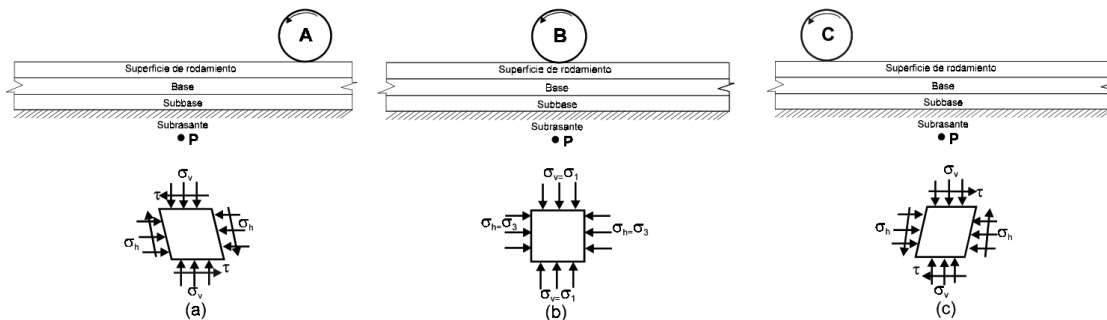 A
Superficie de rodamiento
Base
Subbase
Subrasante
P
σv
τ
σh
σh
τ
σv
(a)
B
Superficie de rodamiento
Base
Subbase
Subrasante
P
σv=σ1
σh=σ3
σh=σ3
σv=σ1
(b)
C
Superficie de rodamiento
Base
Subbase
Subrasante
P
σv
τ
σh
σh
τ
σv
(c)